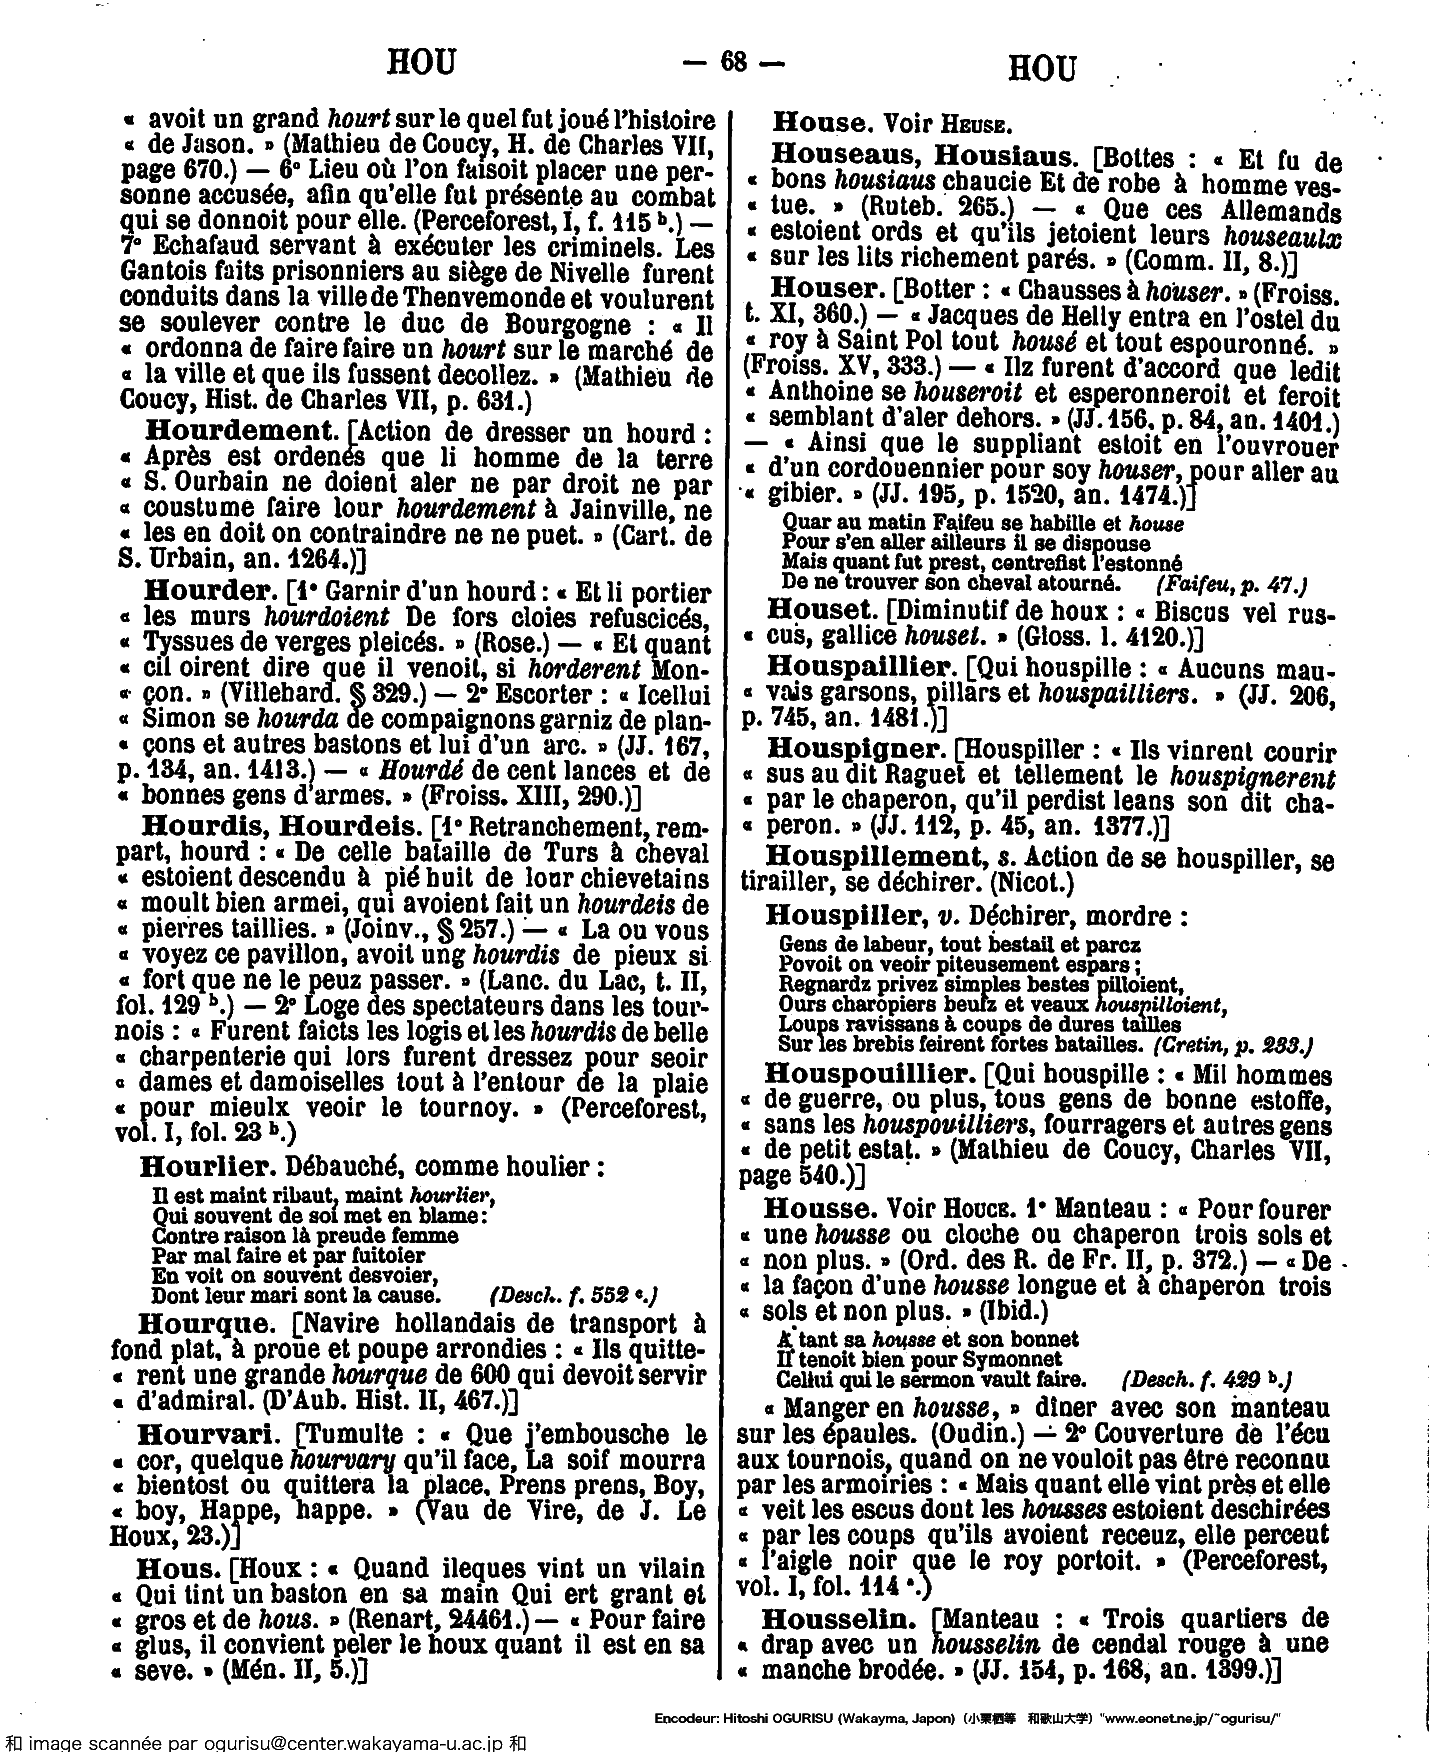 HOU — 68 — HOU
« avoit un grand hourt sur le quel fut joué l'histoire
« de Jason. » (Mathieu de Coucy, H. de Charles VII,
page 670.) — 6° Lieu où l'on faisoit placer une per-
sonne accusée, afin qu'elle fut présente au combat
qui se donnoit pour elle. (Perceforest, I, f. 115 b.) —
7° Echafaud servant à exécuter les criminels. Les
Gantois faits prisonniers au siège de Nivelle furent
conduits dans la ville de Thenvemonde et voulurent
se soulever contre le duc de Bourgogne : « Il
« ordonna de faire faire un hourt sur le marché de
« la ville et que ils fussent decollez. » (Mathieu de
Coucy, Hist. de Charles VII, p. 631.)
Hourdement. [Action de dresser un hourd :
« Après est ordenés que li homme de la terre
« S. Ourbain ne doient aler ne par droit ne par
« coustume faire lour hourdement à Jainville, ne
« les en doit on contraindre ne ne puet. » (Cart. de
S. Urbain, an. 1264.)]
Hourder. [1° Garnir d'un hourd : « Et li portier
« les murs hourdoient De fors cloies refuscicés,
« Tyssues de verges pleicés. » (Rose.) — « Et quant
« cil oirent dire que il venoit, si horderent Mon-
« çon. » (Villehard. § 329.) — 2° Escorter : « Icellui
« Simon se hourda de compaignons garniz de plan-
« çons et autres bastons et lui d'un arc. » (JJ. 167,
p. 134, an. 1413.) — « Hourdé de cent lances et de
« bonnes gens d'armes. » (Froiss. XIII, 290.)]
Hourdis, Hourdeis. [1° Retranchement, rem-
part, hourd : « De celle bataille de Turs à cheval
« estoient descendu à pié huit de lour chievetains
« moult bien armei, qui avoient fait un hourdeis de
« pierres taillies. » (Joinv., § 257.) — « La ou vous
« voyez ce pavillon, avoit ung hourdis de pieux si
« fort que ne le peuz passer. » (Lanc. du Lac, t. II,
fol. 129 b.) — 2° Loge des spectateurs dans les tour-
nois : « Furent faicts les logis et les hourdis de belle
« charpenterie qui lors furent dressez pour seoir
« dames et damoiselles tout à l'entour de la plaie
« pour mieulx veoir le tournoy. » (Perceforest,
vol. I, fol. 23 b.)
Hourlier. Débauché, comme houlier :
Il est maint ribaut, maint hourlier,
Qui souvent de soi met en blame :
Contre raison là preude femme
Par mal faire et par fuitoier
En voit on souvent desvoier,
Dont leur mari sont la cause. (Desch. f. 552 c.)
Hourque. [Navire hollandais de transport à
fond plat, à proue et poupe arrondies : « Ils quitte-
« rent une grande hourque de 600 qui devoit servir
« d'admiral. (D'Aub. Hist. II, 467.)]
Hourvari. [Tumulte : « Que j'embousche le
« cor, quelque hourvary qu'il face, La soif mourra
« bientost ou quittera la place, Prens prens, Boy,
« boy, Happe, happe. » (Vau de Vire, de J. Le
Houx, 23.)]
Hous. [Houx : « Quand ileques vint un vilain
« Qui tint un baston en sa main Qui ert grant et
« gros et de hous. » (Renart, 24461.) — « Pour faire
« glus, il convient peler le houx quant il est en sa
« seve. » (Mén. II, 5.)]
House. Voir HEUSE.
Houseaus, Housiaus. [Bottes : « Et fu de
« bons housiaus chaucie Et de robe à homme ves-
« tue. » (Ruteb. 265.) — « Que ces Allemands
« estoient ords et qu'ils jetoient leurs houseaulx
« sur les lits richement parés. » (Comm. II, 8.)]
Houser. [Botter : « Chausses à houser. » (Froiss.
t. XI, 360.) — « Jacques de Helly entra en l'ostel du
« roy à Saint Pol tout housé et tout espouronné. »
(Froiss. XV, 333.) — « Ilz furent d'accord que ledit
« Anthoine se houseroit et esperonneroit et feroit
« semblant d'aler dehors. » (JJ. 156, p. 84, an. 1401.)
— « Ainsi que le suppliant estoit en l'ouvrouer
« d'un cordouennier pour soy houser, pour aller au
« gibier. » (JJ. 195, p. 1520, an. 1474.)]
Quar au matin Faifeu se habille et house
Pour s'en aller ailleurs il se dispouse
Mais quant fut prest, contrefist l'estonné
De ne trouver son cheval atourné. (Faifeu, p. 47.)
Houset. [Diminutif de houx : « Biscus vel rus-
« cus, gallice houset. » (Gloss. l. 4120.)]
Houspaillier. [Qui houspille : « Aucuns mau-
« vais garsons, pillars et houspailliers. » (JJ. 206,
p. 745, an. 1481.)]
Houspigner. [Houspiller : « Ils vinrent courir
« sus au dit Raguet et tellement le houspignerent
« par le chaperon, qu'il perdist leans son dit cha-
« peron. » (JJ. 112, p. 45, an. 1377.)]
Houspillement, s. Action de se houspiller, se
tirailler, se déchirer. (Nicot.)
Houspiller, v. Déchirer, mordre :
Gens de labeur, tout bestail et parcz
Povoit on veoir piteusement espars ;
Regnardz privez simples bestes pilloient,
Ours charopiers beufz et veaux houspilloient,
Loups ravissans à coups de dures tailles
Sur les brebis feirent fortes batailles. (Cretin, p. 233.)
Houspouillier. [Qui houspille : « Mil hommes
« de guerre, ou plus, tous gens de bonne estoffe,
« sans les houspouilliers, fourragers et autres gens
« de petit estat. » (Mathieu de Coucy, Charles VII,
page 540.)]
Housse. Voir HOUCE. 1° Manteau : « Pour fourer
« une housse ou cloche ou chaperon trois sols et
« non plus. » (Ord. des R. de Fr. II, p. 372.) — « De
« la façon d'une housse longue et à chaperon trois
« sols et non plus. » (Ibid.)
A tant sa housse et son bonnet
Il tenoit bien pour Symonnet
Cellui qui le sermon vault faire. (Desch. f. 429 b.)
« Manger en housse, » diner avec son manteau
sur les épaules. (Oudin.) — 2° Couverture de l'écu
aux tournois, quand on ne vouloit pas être reconnu
par les armoiries : « Mais quant elle vint près et elle
« veit les escus dont les housses estoient deschirées
« par les coups qu'ils avoient receuz, elle perceut
« l'aigle noir que le roy portoit. » (Perceforest,
vol. I, fol. 114 a.)
Housselin. [Manteau : « Trois quartiers de
« drap avec un housselin de cendal rouge à une
« manche brodée. » (JJ. 154, p. 168, an. 1399.)]
Encodeur: Hitoshi OGURISU (Wakayma, Japon) (小栗栖等 和歌山大学) "www.eonet.ne.jp/~ogurisu/"
和 image scannée par ogurisu@center.wakayama-u.ac.jp 和